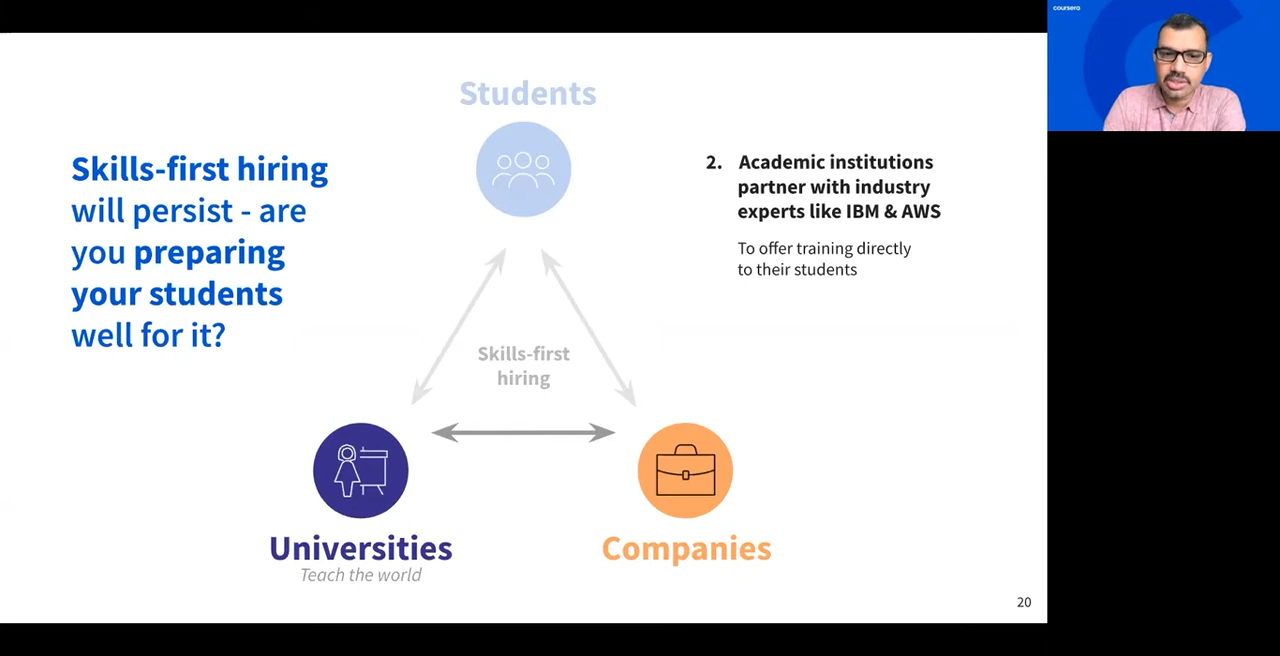 coursera
Students
Skills-first hiring
will persist - are
you preparing
your students
well for it?
2. Academic institutions
partner with industry
experts like IBM & AWS
To offer training directly
to their students
Skills-first
hiring
Universities
Teach the world
Companies
20